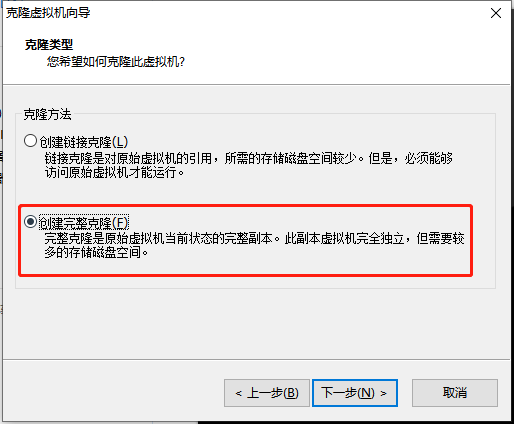 克隆虚拟机向导
克隆类型
您希望如何克隆此虚拟机?
克隆方法
创建链接克隆(L)
链接克隆是对原始虚拟机的引用，所需的存储磁盘空间较少。但是，必须能够
访问原始虚拟机才能运行。
创建完整克隆(F)
完整克隆是原始虚拟机当前状态的完整副本。此副本虚拟机完全独立，但需要较
多的存储磁盘空间。
< 上一步(B)
下一步(N) >
取消